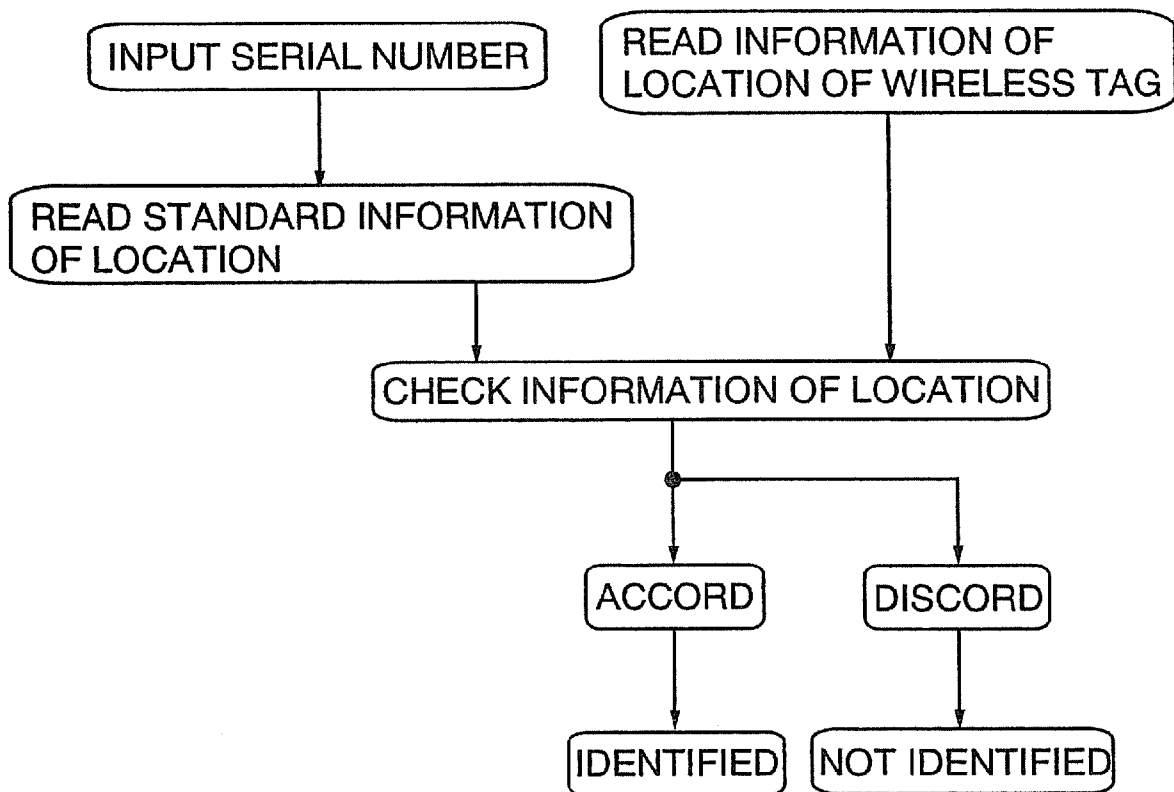 INPUT SERIAL NUMBER
READ INFORMATION OF
LOCATION OF WIRELESS TAG
READ STANDARD INFORMATION
OF LOCATION
CHECK INFORMATION OF LOCATION
ACCORD
DISCORD
IDENTIFIED
NOT IDENTIFIED